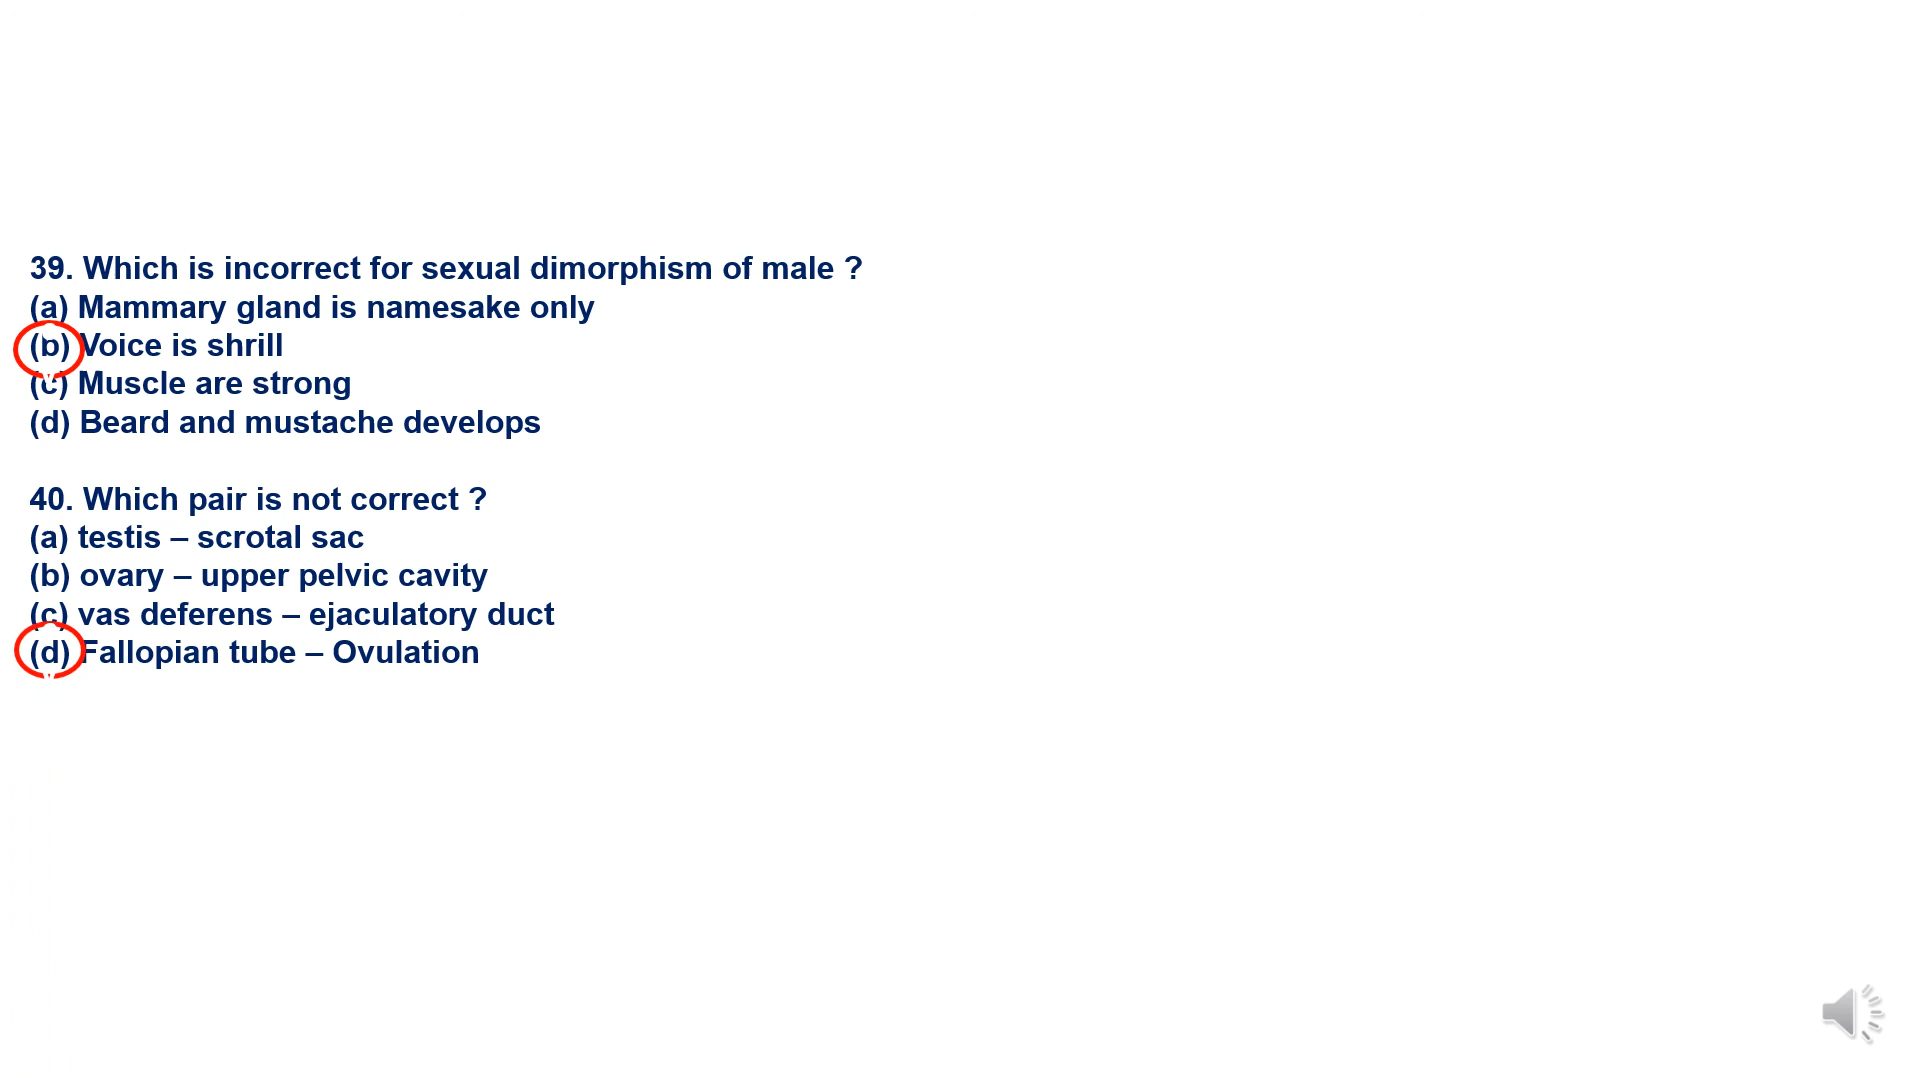 39. Which is incorrect for sexual dimorphism of male ?
(a) Mammary gland is namesake only
(b) Voice is shrill
(c) Muscle are strong
(d) Beard and mustache develops
40. Which pair is not correct ?
(a) testis – scrotal sac
(b) ovary – upper pelvic cavity
(c) vas deferens – ejaculatory duct
(d) Fallopian tube – Ovulation